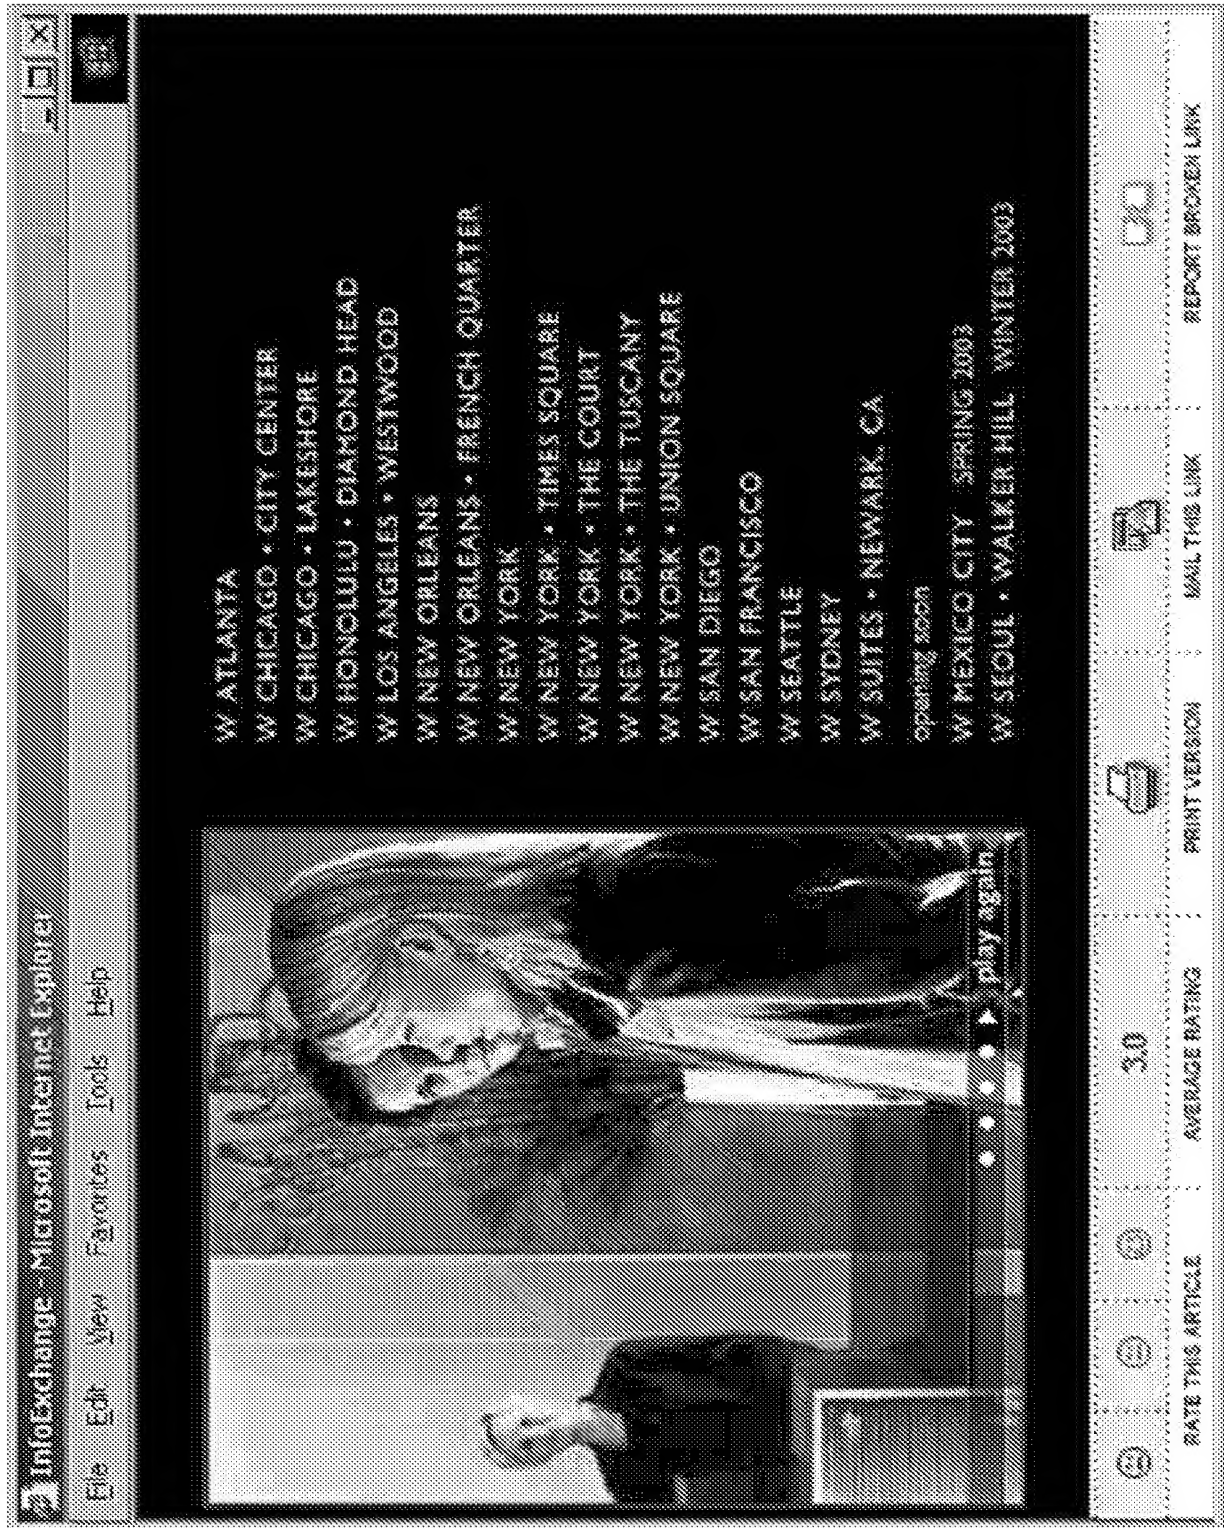 InfoExchange - Microsoft Internet Explorer
File Edit View Favorites Tools Help
W ATLANTA
W CHICAGO • CITY CENTER
W CHICAGO • LAKESHORE
W HONOLULU • DIAMOND HEAD
W LOS ANGELES • WESTWOOD
W NEW ORLEANS
W NEW ORLEANS • FRENCH QUARTER
W NEW YORK
W NEW YORK • TIMES SQUARE
W NEW YORK • THE COURT
W NEW YORK • THE TUSCANY
W NEW YORK • UNION SQUARE
W SAN DIEGO
W SAN FRANCISCO
W SEATTLE
W SYDNEY
W SUITES • NEWARK, CA
opening soon
W MEXICO CITY SPRING 2003
W SEOUL • WALKER HILL WINTER 2003
play again
3.0
RATE THIS ARTICLE AVERAGE RATING PRINT VERSION MAIL THIS LINK REPORT BROKEN LINK